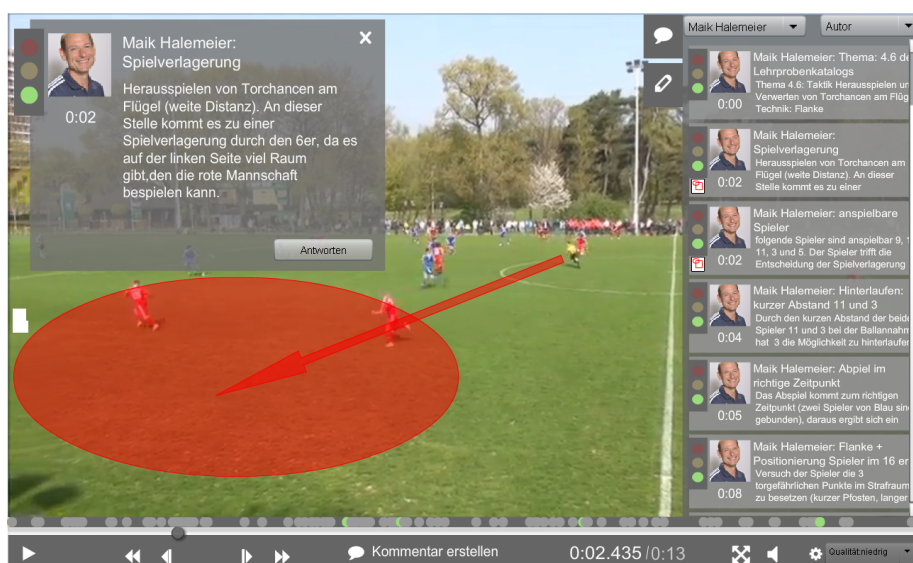 Maik Halemeier:
Spielverlagerung
0:02
Herausspielen von Torchancen am
Flügel (weite Distanz). An dieser
Stelle kommt es zu einer
Spielverlagerung durch den 6er, da es
auf der linken Seite viel Raum
gibt,den die rote Mannschaft
bespielen kann.
Antworten
Maik Halemeier
Autor
Maik Halemeier: Thema: 4.6 de
Lehrprobenkatalogs
Thema 4.6: Taktik Herausspielen un
Verwerten von Torchancen am Flüg
Technik: Flanke
0:00
Maik Halemeier:
Spielverlagerung
Herausspielen von Torchancen am
Flügel (weite Distanz). An dieser
Stelle kommt es zu einer
0:02
Maik Halemeier: anspielbare
Spieler
folgende Spieler sind anspielbar 9, 1
11, 3 und 5. Der Spieler trifft die
Entscheidung der Spielverlagerung
0:02
Maik Halemeier: Hinterlaufen:
kurzer Abstand 11 und 3
Durch den kurzen Abstand der beide
Spieler 11 und 3 bei der Ballannahm
hat 3 die Möglichkeit zu hinterlaufen
0:04
Maik Halemeier: Abpiel im
richtige Zeitpunkt
Das Abspiel kommt zum richtigen
Zeitpunkt (zwei Spieler von Blau sin
gebunden), daraus ergibt sich ein
0:05
Maik Halemeier: Flanke +
Positionierung Spieler im 16 er
Versuch der Spieler die 3
torgefährlichen Punkte im Strafraum
zu besetzen (kurzer Pfosten, langer
0:08
Kommentar erstellen
0:02.435/0:13
Qualität:niedrig